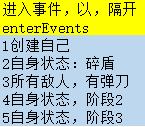 进入事件，以，隔开
enterEvents
1创建自己
2自身状态：碎盾
3所有敌人，有弹刀
4自身状态，阶段2
5自身状态，阶段3